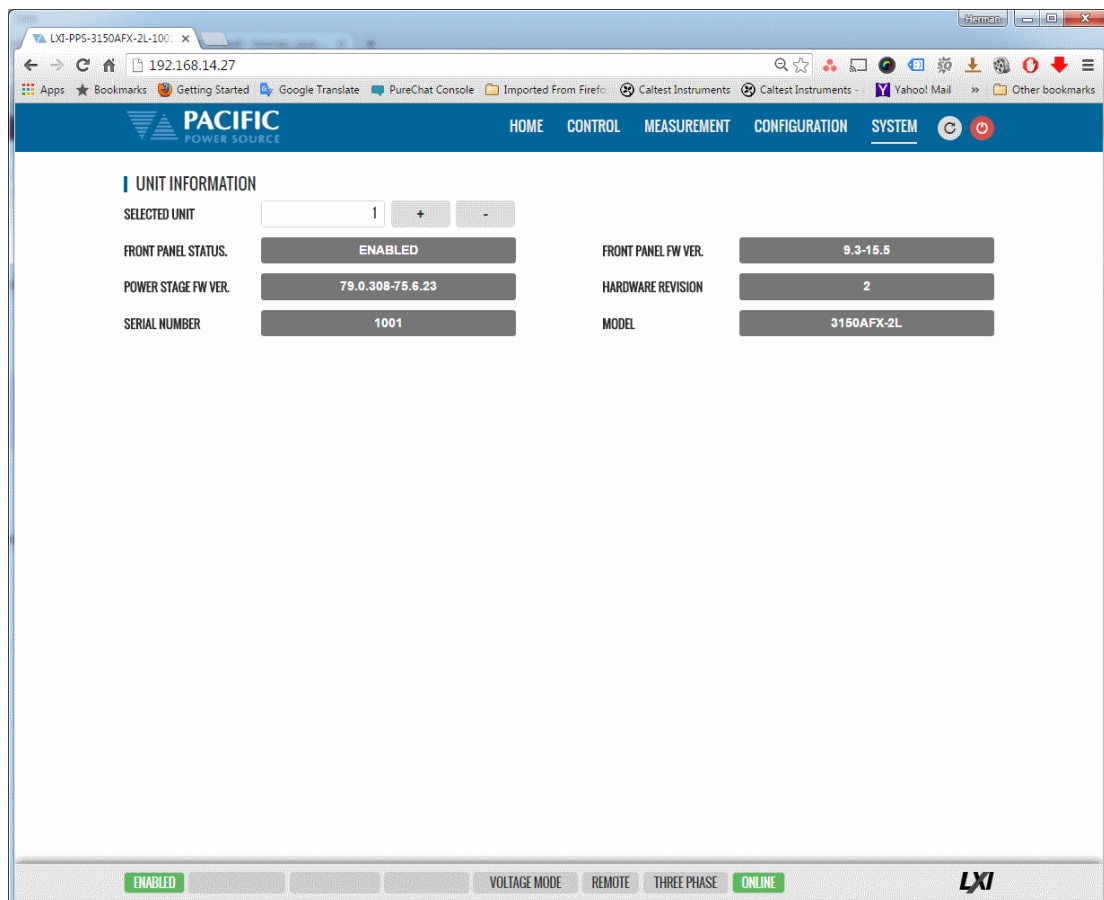 Herman
LXI-PPS-3150AFX-2L-100
192.168.14.27
Apps Bookmarks Getting Started Google Translate PureChat Console Imported From Firefo Caltest Instruments Caltest Instruments - Yahoo! Mail » Other bookmarks
PACIFIC
POWER SOURCE
HOME CONTROL MEASUREMENT CONFIGURATION SYSTEM
UNIT INFORMATION
SELECTED UNIT 1 + -
FRONT PANEL STATUS. ENABLED FRONT PANEL FW VER. 9.3-15.5
POWER STAGE FW VER. 79.0.308-75.6.23 HARDWARE REVISION 2
SERIAL NUMBER 1001 MODEL 3150AFX-2L
ENABLED VOLTAGE MODE REMOTE THREE PHASE ONLINE LXI